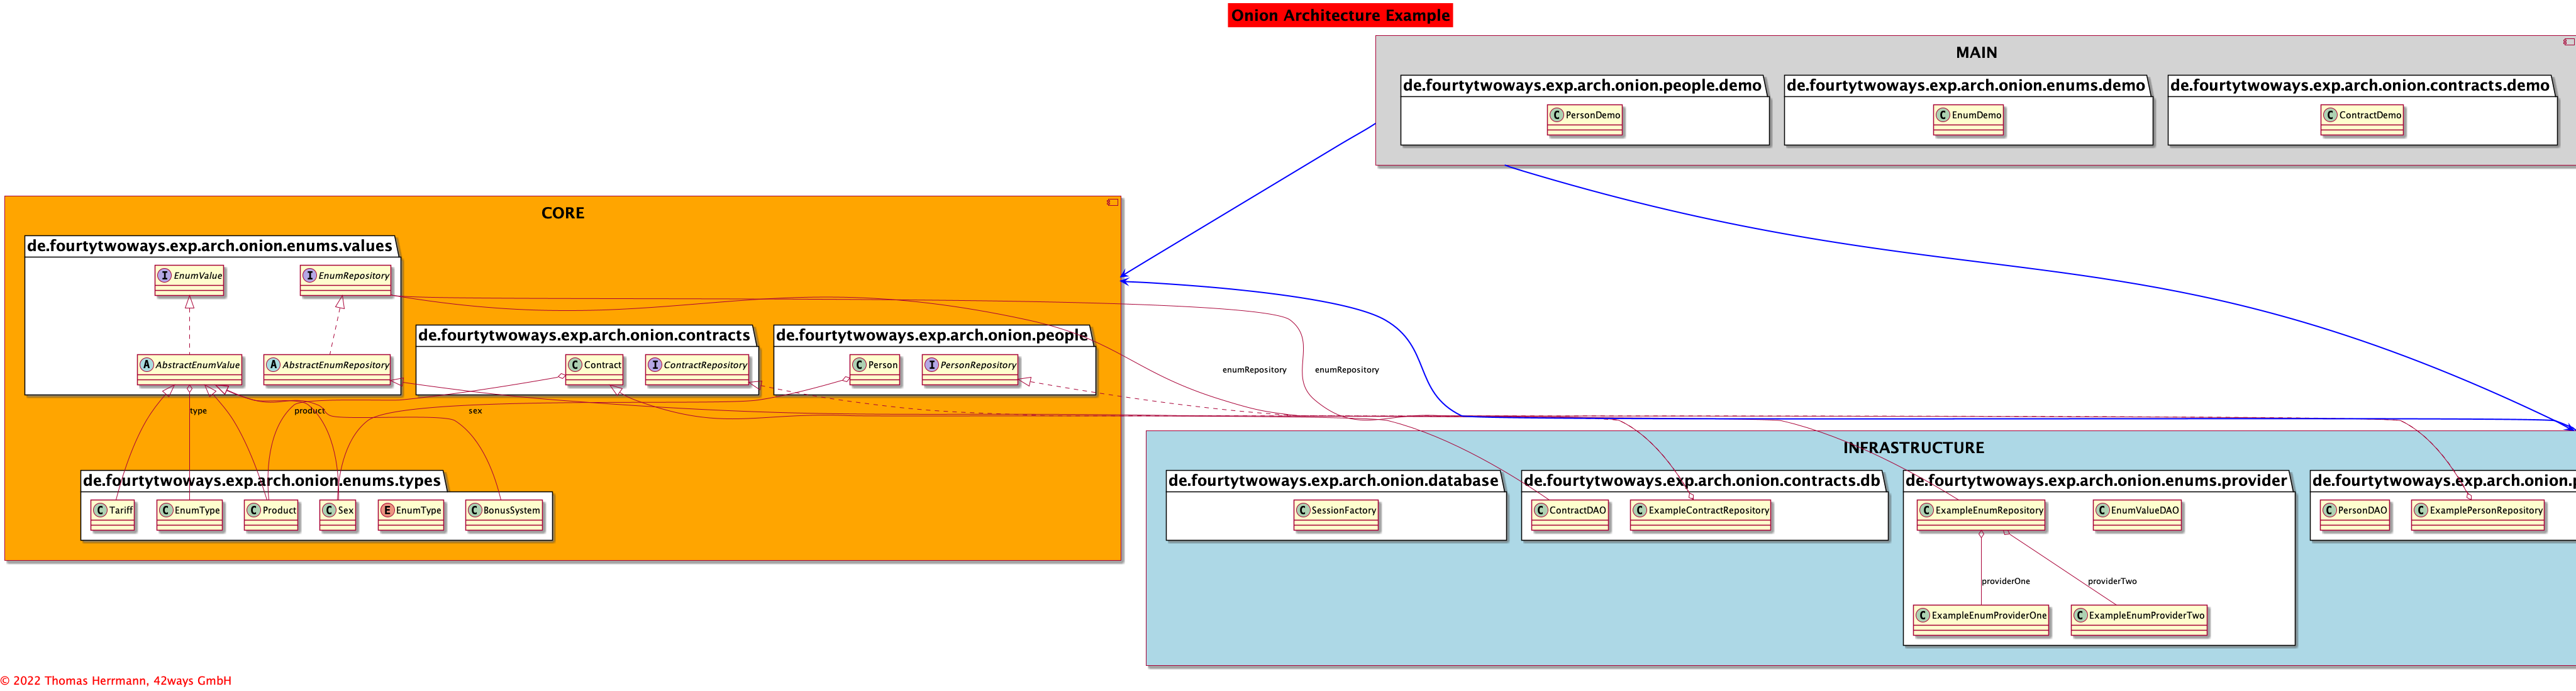 Onion Architecture Example
MAIN
de.fourtytwoways.exp.arch.onion.people.demo
C PersonDemo
de.fourtytwoways.exp.arch.onion.enums.demo
C EnumDemo
de.fourtytwoways.exp.arch.onion.contracts.demo
C ContractDemo
CORE
de.fourtytwoways.exp.arch.onion.enums.values
I EnumValue
I EnumRepository
A AbstractEnumValue
A AbstractEnumRepository
de.fourtytwoways.exp.arch.onion.contracts
C Contract
I ContractRepository
de.fourtytwoways.exp.arch.onion.people
C Person
I PersonRepository
enumRepository
enumRepository
type
product
sex
de.fourtytwoways.exp.arch.onion.enums.types
C Tariff
C EnumType
C Product
C Sex
E EnumType
C BonusSystem
INFRASTRUCTURE
de.fourtytwoways.exp.arch.onion.database
C SessionFactory
de.fourtytwoways.exp.arch.onion.contracts.db
C ContractDAO
C ExampleContractRepository
de.fourtytwoways.exp.arch.onion.enums.provider
C ExampleEnumRepository
C EnumValueDAO
providerOne
providerTwo
C ExampleEnumProviderOne
C ExampleEnumProviderTwo
de.fourtytwoways.exp.arch.onion.p
C PersonDAO
C ExamplePersonRepository
© 2022 Thomas Herrmann, 42ways GmbH